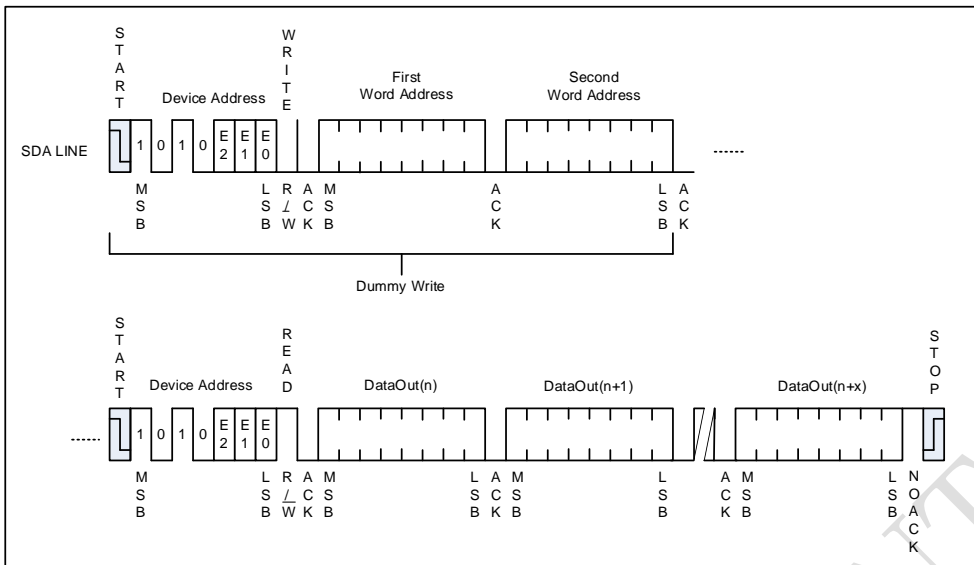 START
WRITE
Device Address
First
Word Address
Second
Word Address
SDA LINE
1 0 1 0 E2 E1 E0
MSB
LSB
R/W
ACK
MSB
ACK
LSB
ACK
Dummy Write
START
READ
STOP
Device Address
DataOut(n)
DataOut(n+1)
DataOut(n+x)
1 0 1 0 E2 E1 E0
MSB
LSB
R/W
ACK
MSB
LSB
ACK
MSB
LSB
ACK
MSB
LSB
NOACK